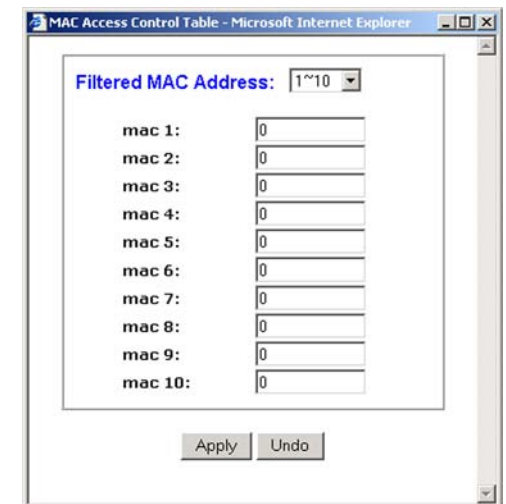 MAC Access Control Table - Microsoft Internet Explorer
Filtered MAC Address: 1~10
mac 1: 0
mac 2: 0
mac 3: 0
mac 4: 0
mac 5: 0
mac 6: 0
mac 7: 0
mac 8: 0
mac 9: 0
mac 10: 0
Apply Undo